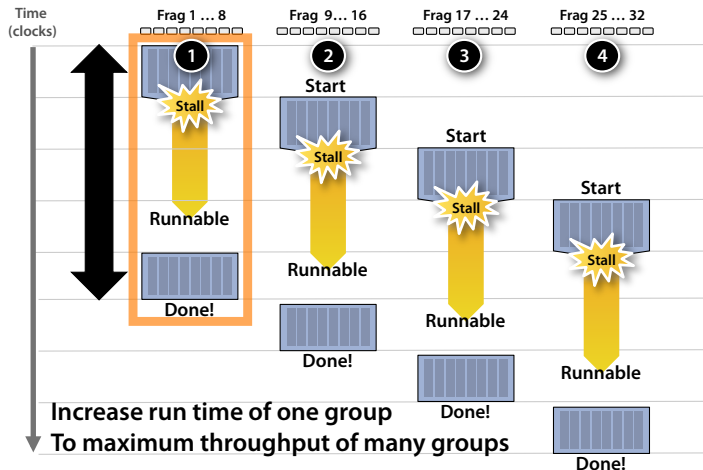 Time
(clocks)
Frag 1 … 8
Frag 9… 16
Frag 17 … 24
Frag 25 … 32
1
2
3
4
Start
Stall
Start
Stall
Start
Stall
Runnable
Stall
Runnable
Done!
Runnable
Done!
Runnable
Increase run time of one group
Done!
To maximum throughput of many groups
Done!